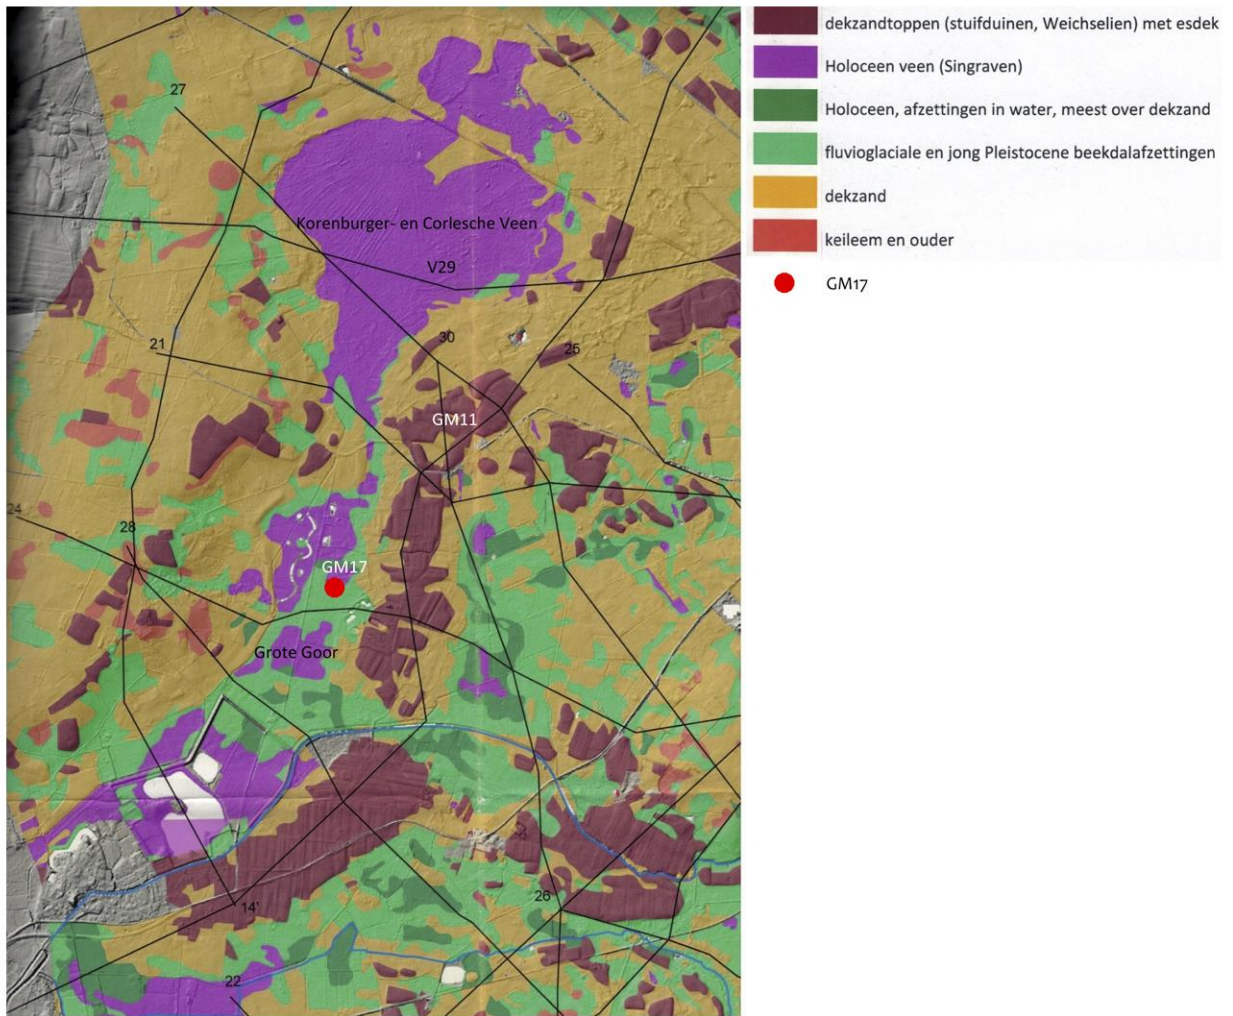 27
Korenburger- en Corlesche Veen
V29
30
21
25
GM11
24
28
GM17
Grote Goor
26
14'
22
dekzandtoppen (stuifduinen, Weichselien) met esdek
Holoceen veen (Singraven)
Holoceen, afzettingen in water, meest over dekzand
fluvioglaciale en jong Pleistocene beekdalafzettingen
dekzand
keileem en ouder
GM17